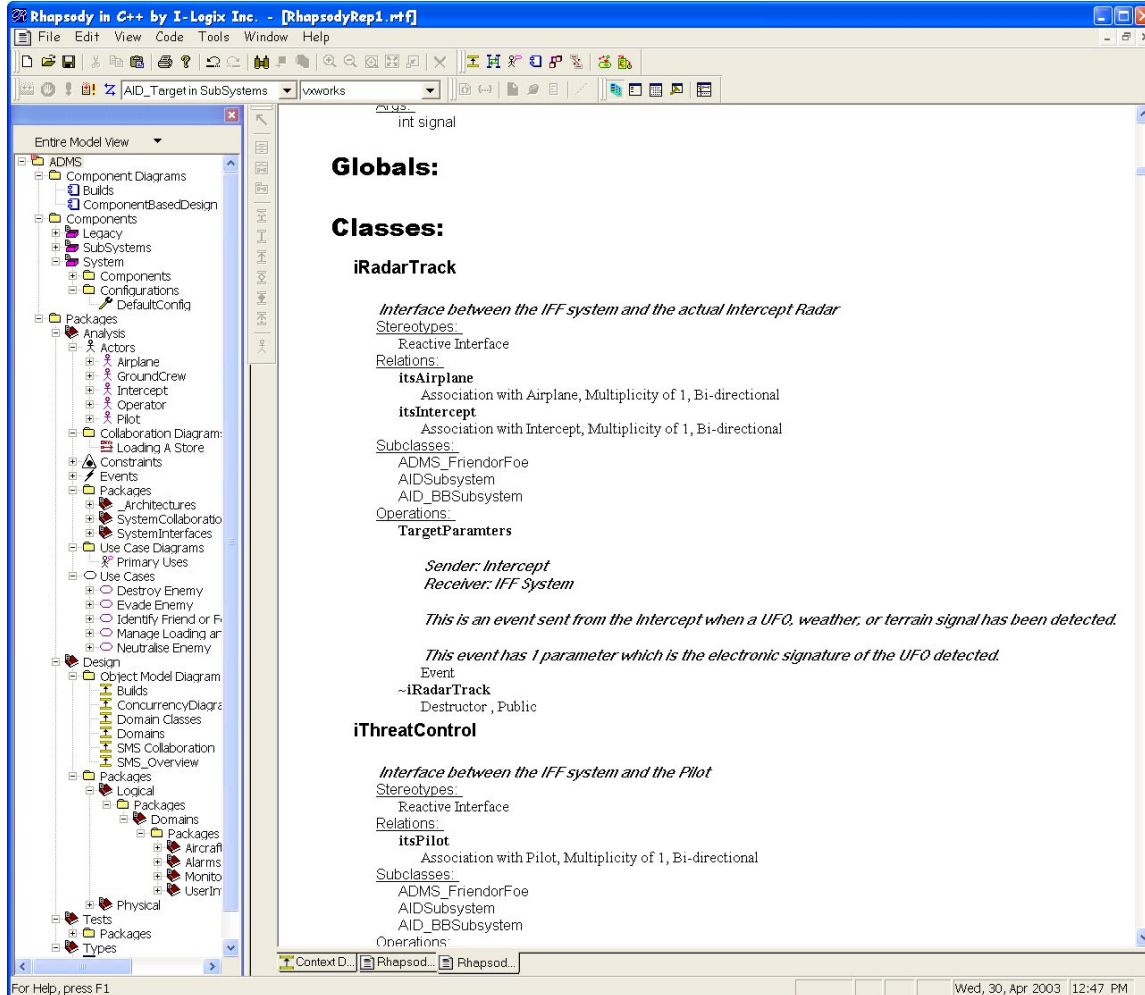 Rhapsody in C++ by I-Logix Inc. - [RhapsodyRep1.rtf]
File Edit View Code Tools Window Help
AID_Target in SubSystems vxworks
Entire Model View
ADMS
Component Diagrams
Builds
ComponentBasedDesign
Components
Legacy
SubSystems
System
Components
Configurations
DefaultConfig
Packages
Analysis
Actors
Airplane
GroundCrew
Intercept
Operator
Pilot
Collaboration Diagram
Loading A Store
Constraints
Events
Packages
_Architectures
SystemCollaboratio
SystemInterfaces
Use Case Diagrams
Primary Uses
Use Cases
Destroy Enemy
Evade Enemy
Identify Friend or F
Manage Loading an
Neutralise Enemy
Design
Object Model Diagram
Builds
ConcurrencyDiagra
Domain Classes
Domains
SMS Collaboration
SMS_Overview
Packages
Logical
Packages
Domains
Packages
Aircraft
Alarms
Monito
UserIn
Physical
Tests
Packages
Types
Args:
int signal
Globals:
Classes:
iRadarTrack
Interface between the IFF system and the actual Intercept Radar
Stereotypes:
Reactive Interface
Relations:
itsAirplane
Association with Airplane, Multiplicity of 1, Bi-directional
itsIntercept
Association with Intercept, Multiplicity of 1, Bi-directional
Subclasses:
ADMS_FriendorFoe
AIDSubsystem
AID_BBSubsystem
Operations:
TargetParamters
Sender: Intercept
Receiver: IFF System
This is an event sent from the Intercept when a UFO, weather, or terrain signal has been detected.
This event has 1 parameter which is the electronic signature of the UFO detected.
Event
~iRadarTrack
Destructor , Public
iThreatControl
Interface between the IFF system and the Pilot
Stereotypes:
Reactive Interface
Relations:
itsPilot
Association with Pilot, Multiplicity of 1, Bi-directional
Subclasses:
ADMS_FriendorFoe
AIDSubsystem
AID_BBSubsystem
Operations:
Context D... Rhapsod... Rhapsod...
For Help, press F1 Wed, 30, Apr 2003 12:47 PM